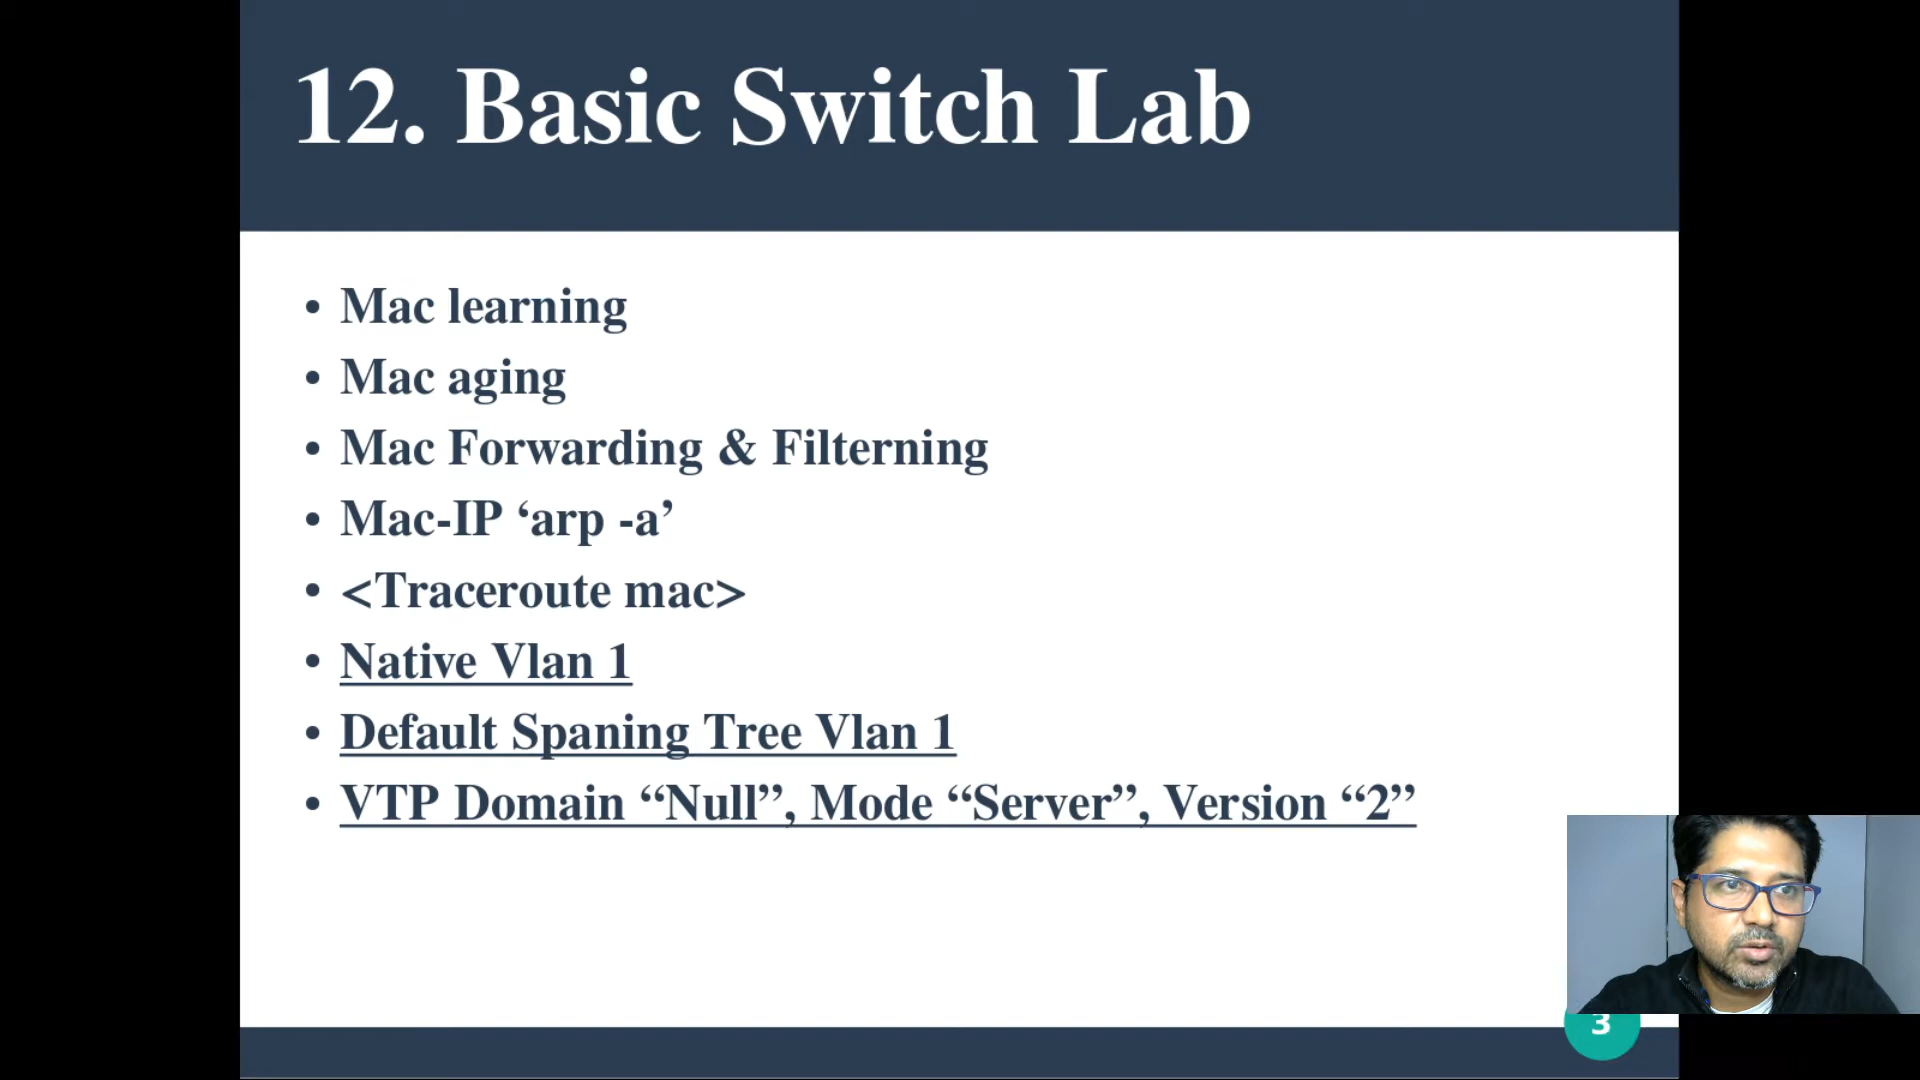 12. Basic Switch Lab
• Mac learning
• Mac aging
• Mac Forwarding & Filterning
• Mac-IP ‘arp -a’
• <Traceroute mac>
• Native Vlan 1
• Default Spaning Tree Vlan 1
• VTP Domain “Null”, Mode “Server”, Version “2”
3